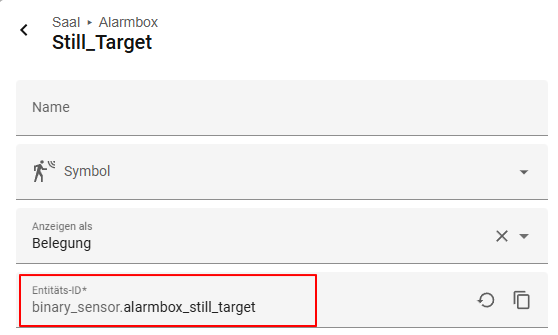 Saal ▸ Alarmbox
Still_Target
Name
Symbol
Anzeigen als
Belegung
Entitäts-ID*
binary_sensor.alarmbox_still_target